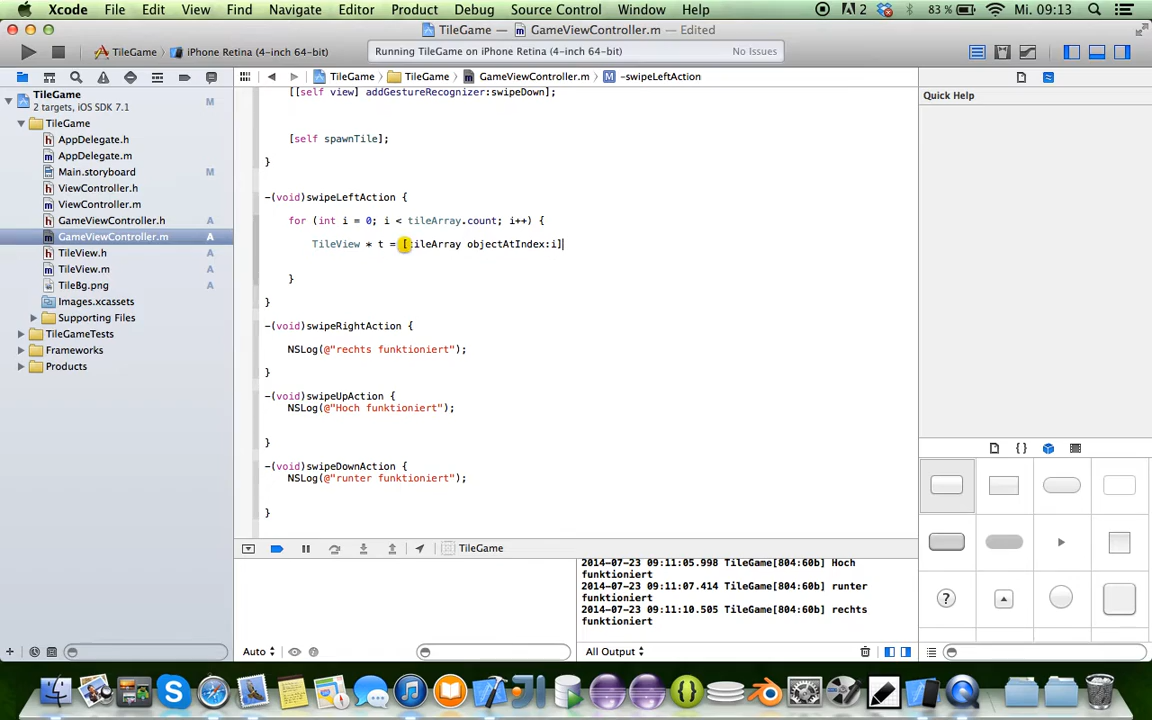 Xcode File Edit View Find Navigate Editor Product Debug Source Control Window Help 2 83 % Mi. 09:13
TileGame — GameViewController.m — Edited
TileGame iPhone Retina (4-inch 64-bit) Running TileGame on iPhone Retina (4-inch 64-bit) No Issues
TileGame TileGame GameViewController.m M -swipeLeftAction
TileGame
2 targets, iOS SDK 7.1
M
TileGame
AppDelegate.h
AppDelegate.m
Main.storyboard M
ViewController.h
ViewController.m
GameViewController.h A
GameViewController.m A
TileView.h A
TileView.m A
TileBg.png A
Images.xcassets
Supporting Files
TileGameTests
Frameworks
Products
[[self view] addGestureRecognizer:swipeDown];
[self spawnTile];
}
-(void)swipeLeftAction {
for (int i = 0; i < tileArray.count; i++) {
TileView * t = [tileArray objectAtIndex:i]
}
}
-(void)swipeRightAction {
NSLog(@"rechts funktioniert");
}
-(void)swipeUpAction {
NSLog(@"Hoch funktioniert");
}
-(void)swipeDownAction {
NSLog(@"runter funktioniert");
}
Quick Help
TileGame
2014-07-23 09:11:05.998 TileGame[804:60b] Hoch
funktioniert
2014-07-23 09:11:07.414 TileGame[804:60b] runter
funktioniert
2014-07-23 09:11:10.505 TileGame[804:60b] rechts
funktioniert
Auto
All Output